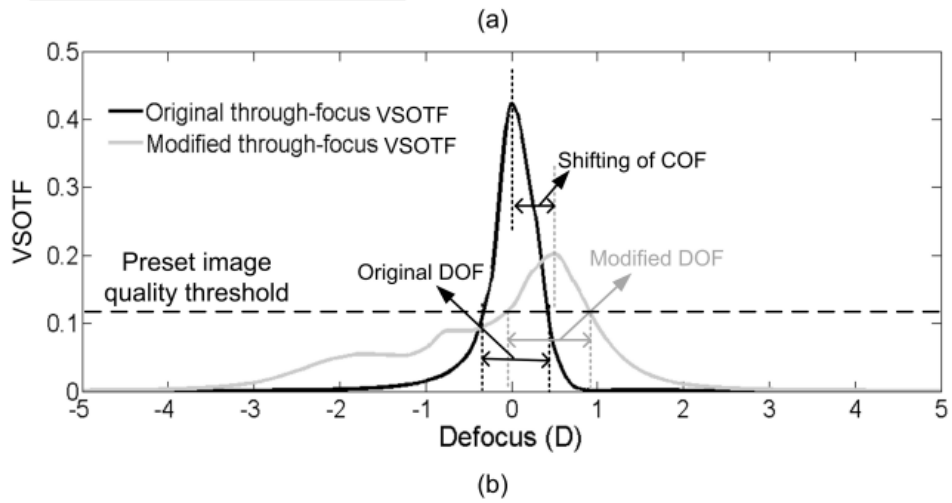 (a)
0.5
Original through-focus VSOTF
Modified through-focus VSOTF
0.4
Shifting of COF
0.3
VSOTF
0.2
Preset image
quality threshold
Original DOF
Modified DOF
0.1
0
-5 -4 -3 -2 -1 0 1 2 3 4 5
Defocus (D)
(b)